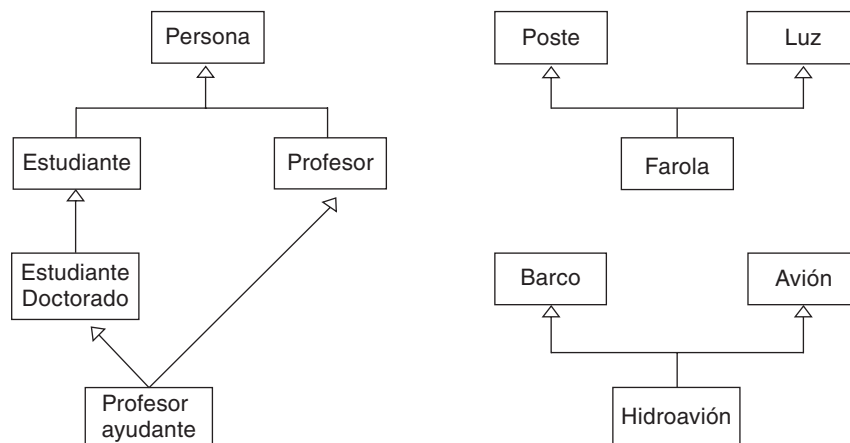 Persona
Estudiante
Profesor
Estudiante
Doctorado
Profesor
ayudante
Poste
Luz
Farola
Barco
Avión
Hidroavión